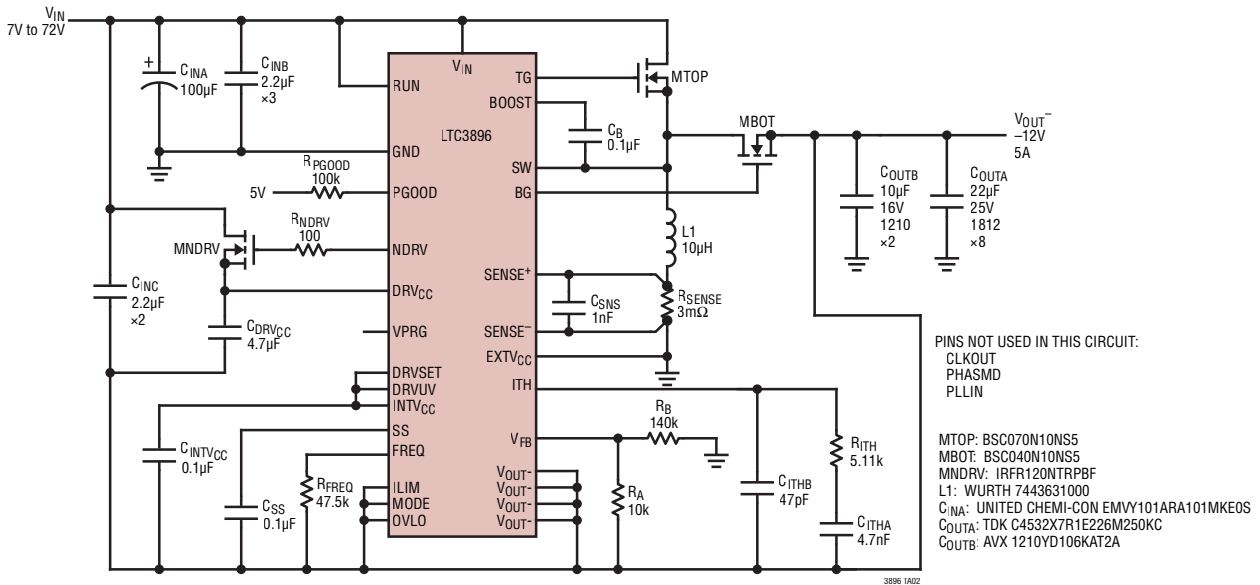 VIN
7V to 72V
+
CINA
100µF
CINB
2.2µF
×3
VIN
RUN
LTC3896
TG
BOOST
MTOP
MBOT
CB
0.1µF
VOUT–
–12V
5A
GND
RPGOOD
100k
5V
PGOOD
SW
BG
COUTB
10µF
16V
1210
×2
COUTA
22µF
25V
1812
×8
RNDRV
100
MNDRV
NDRV
L1
10µH
CINC
2.2µF
×2
DRVCC
SENSE+
CSNS
1nF
RSENSE
3mΩ
CDRVCC
4.7µF
VPRG
SENSE–
EXTVCC
PINS NOT USED IN THIS CIRCUIT:
CLKOUT
PHASMD
PLLIN
DRVSET
DRVUV
INTVCC
ITH
CINTVCC
0.1µF
SS
FREQ
VFB
RB
140k
RITH
5.11k
CSS
0.1µF
RFREQ
47.5k
ILIM
MODE
OVLO
VOUT-
VOUT-
VOUT-
VOUT-
RA
10k
CITHB
47pF
CITHA
4.7nF
MTOP: BSC070N10NS5
MBOT: BSC040N10NS5
MNDRV: IRFR120NTRPBF
L1: WURTH 7443631000
CINA: UNITED CHEMI-CON EMVY101ARA101MKE0S
COUTA: TDK C4532X7R1E226M250KC
COUTB: AVX 1210YD106KAT2A
3896 TA02